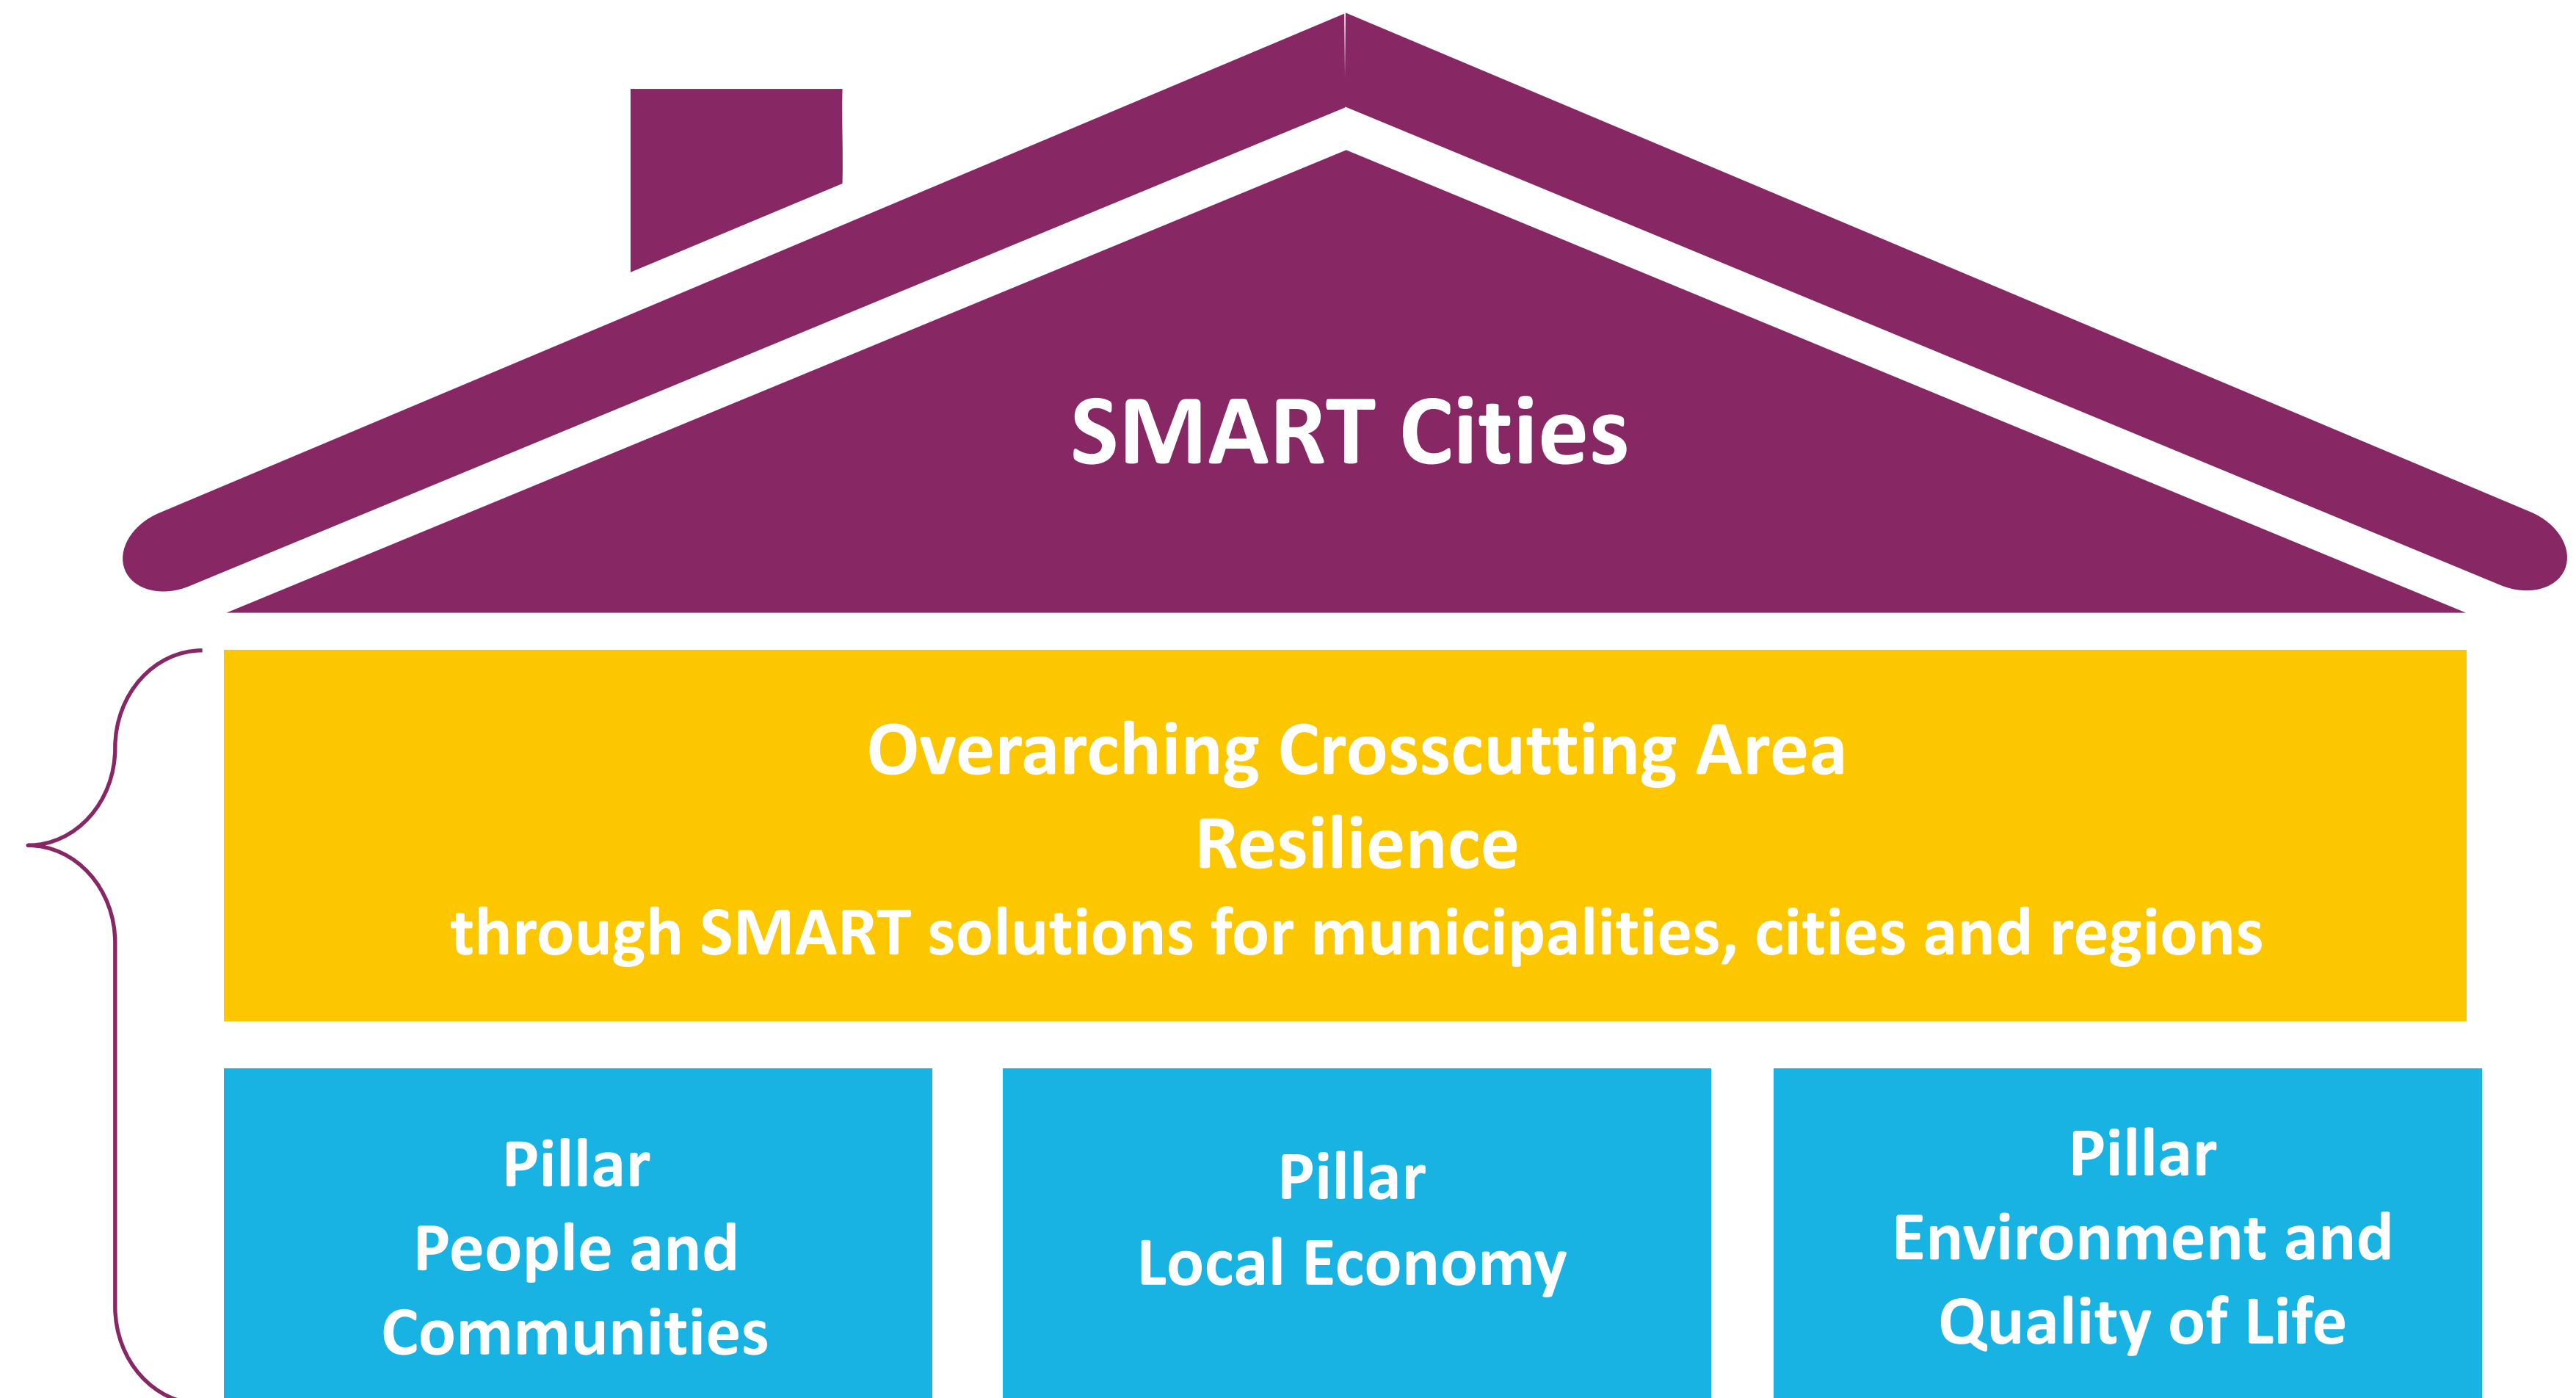 SMART Cities
Overarching Crosscutting Area
Resilience
through SMART solutions for municipalities, cities and regions
Pillar
People and
Communities
Pillar
Local Economy
Pillar
Environment and
Quality of Life